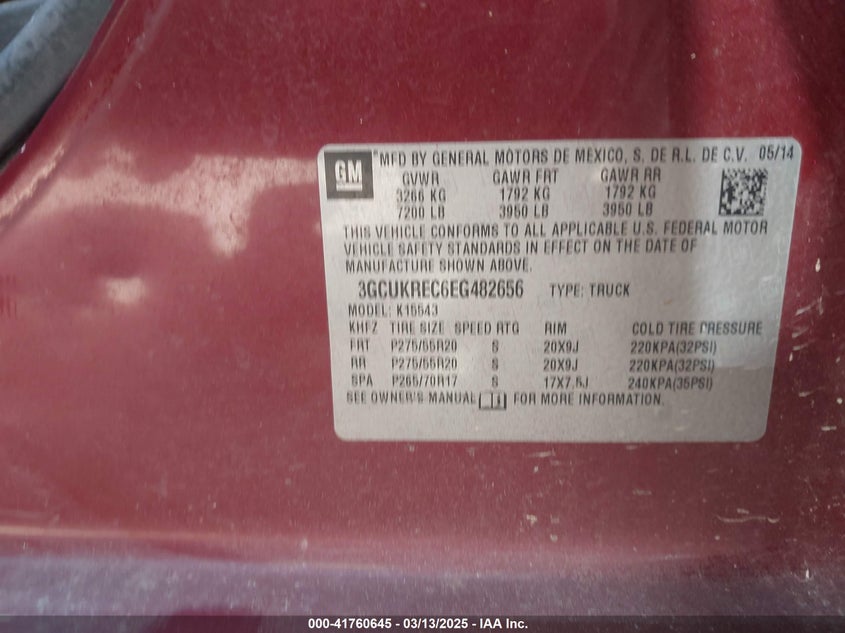 GM
MFD BY GENERAL MOTORS DE MEXICO, S. DE R.L. DE C.V. 05/14
GVWR GAWR FRT GAWR RR
3266 KG 1792 KG 1792 KG
7200 LB 3950 LB 3950 LB
THIS VEHICLE CONFORMS TO ALL APPLICABLE U.S. FEDERAL MOTOR
VEHICLE SAFETY STANDARDS IN EFFECT ON THE DATE OF
MANUFACTURE SHOWN ABOVE.
3GCUKREC6EG482656 TYPE: TRUCK
MODEL: K15543
KHFZ TIRE SIZE SPEED RTG RIM COLD TIRE PRESSURE
FRT P275/55R20 S 20X9J 220KPA(32PSI)
RR P275/55R20 S 20X9J 220KPA(32PSI)
SPA P265/70R17 S 17X7.5J 240KPA(35PSI)
SEE OWNER'S MANUAL FOR MORE INFORMATION.
000-41760645 - 03/13/2025 - IAA Inc.